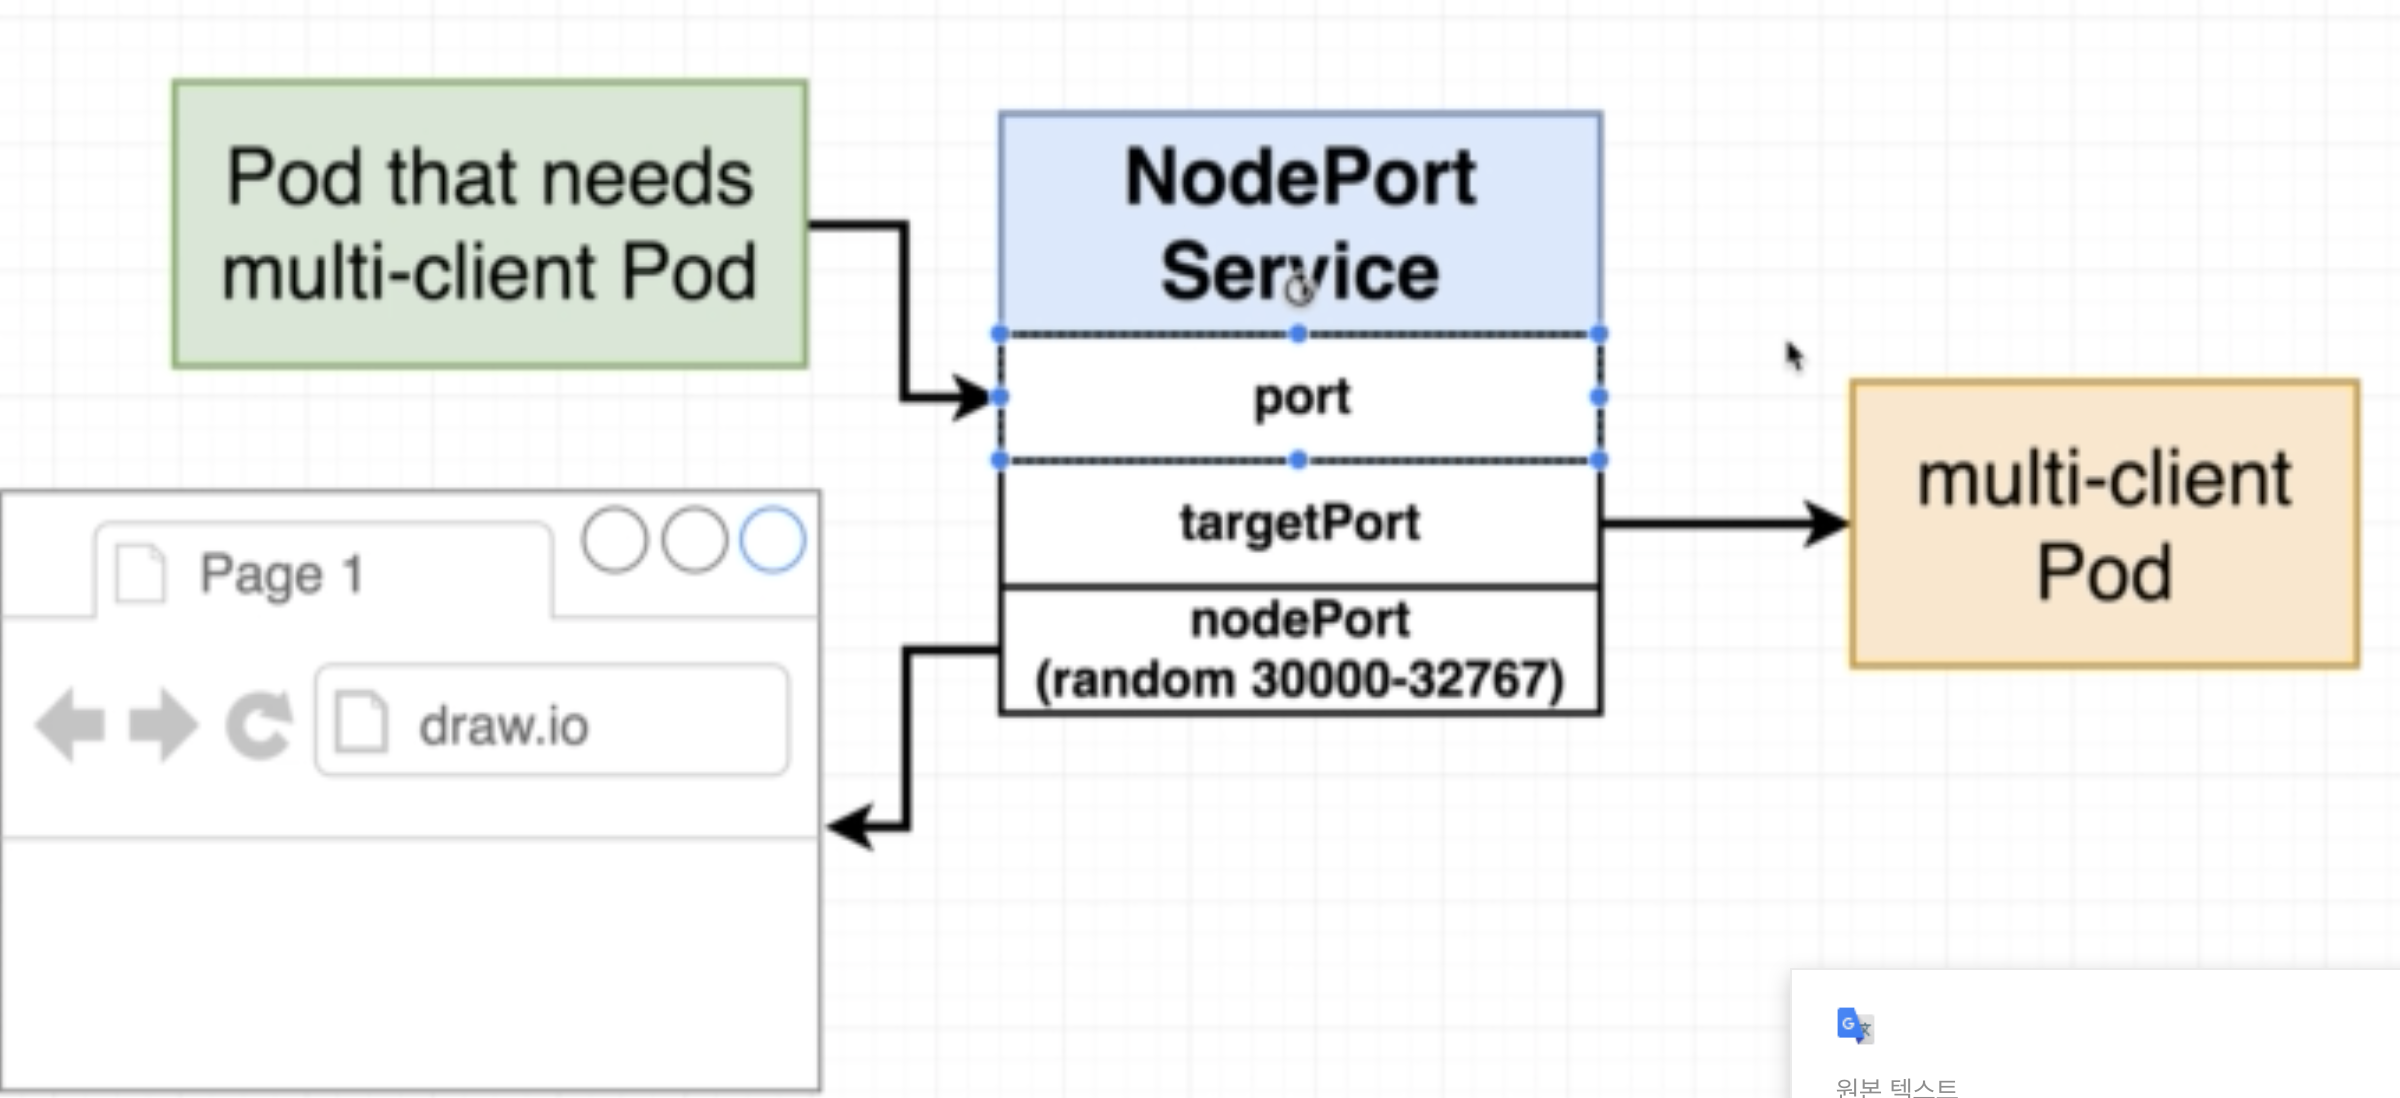 Pod that needs
multi-client Pod
NodePort
Service
port
targetPort
nodePort
(random 30000-32767)
multi-client
Pod
Page 1
draw.io
원본 텍스트